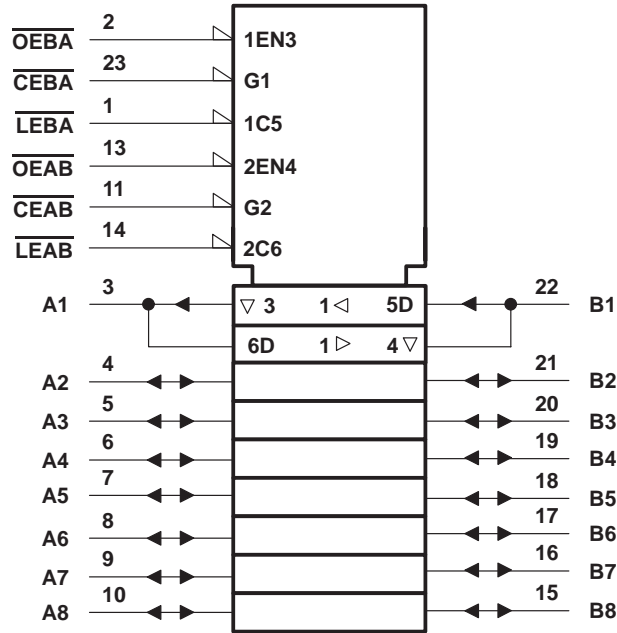 OEBA 2 1EN3
CEBA 23 G1
LEBA 1 1C5
OEAB 13 2EN4
CEAB 11 G2
LEAB 14 2C6
A1 3 ▽ 3 1 ◁ 5D 22 B1
6D 1 ▷ 4 ▽
A2 4 21 B2
A3 5 20 B3
A4 6 19 B4
A5 7 18 B5
A6 8 17 B6
A7 9 16 B7
A8 10 15 B8